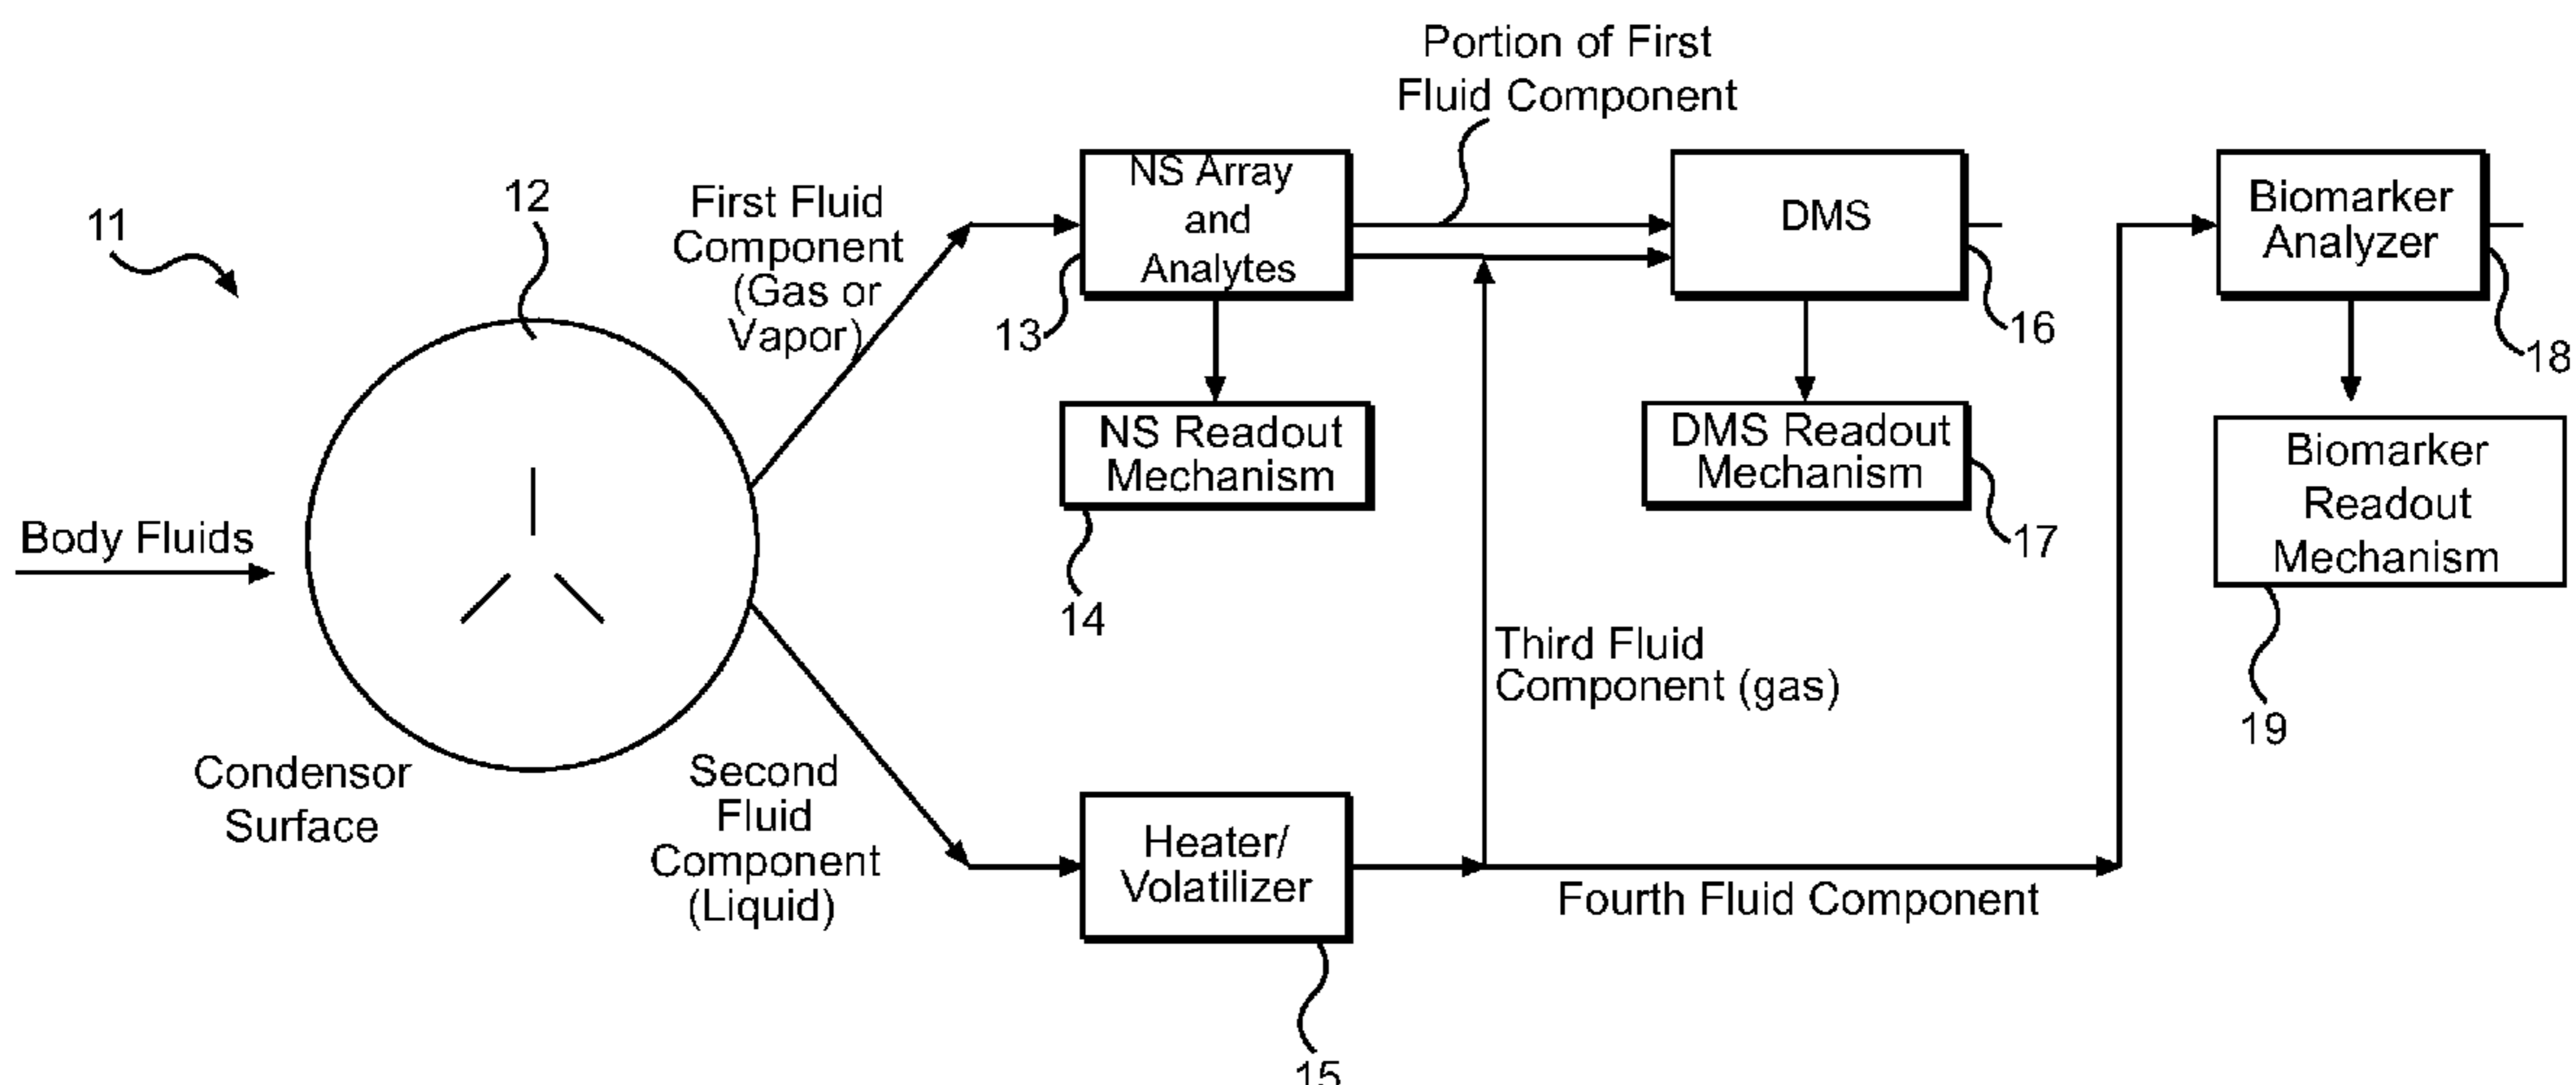 Portion of First
Fluid Component
11
12
First Fluid
Component
(Gas or
Vapor)
NS Array
and
Analytes
13
DMS
16
Biomarker
Analyzer
18
NS Readout
Mechanism
14
DMS Readout
Mechanism
17
Biomarker
Readout
Mechanism
19
Body Fluids
Third Fluid
Component (gas)
Condensor
Surface
Second
Fluid
Component
(Liquid)
Heater/
Volatilizer
Fourth Fluid Component
15